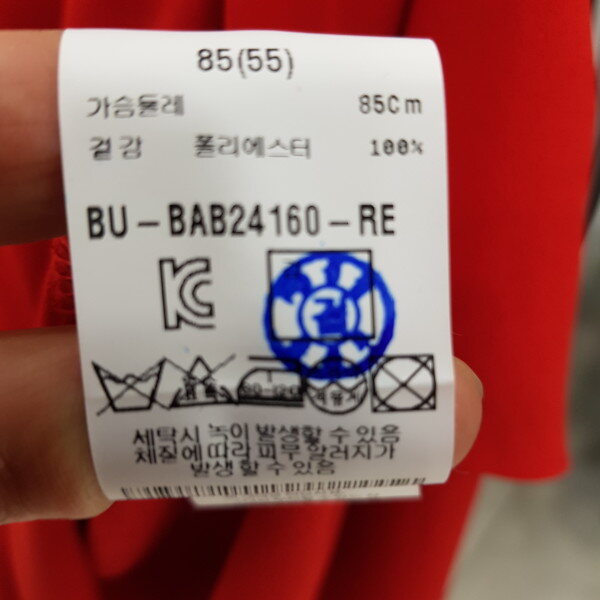 85(55)
가슴둘레 85Cm
겉감 폴리에스터 100%
BU-BAB24160-RE
세탁시 녹이 발생할 수 있음
체질에 따라 피부 알러지가
발생할 수 있음